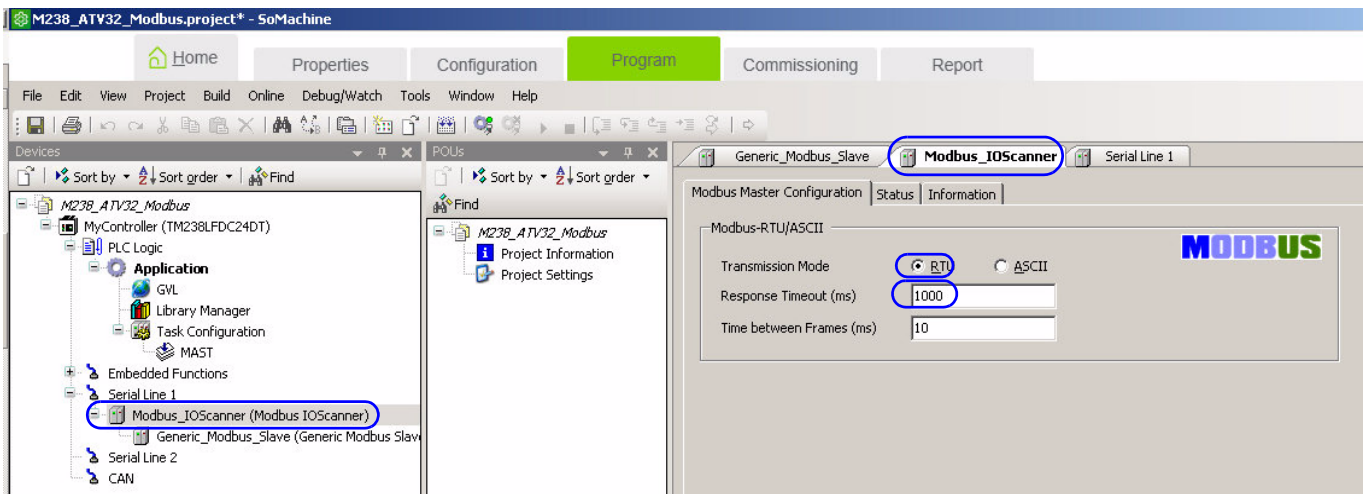 M238_ATV32_Modbus.project* - SoMachine
Home Properties Configuration Program Commissioning Report
File Edit View Project Build Online Debug/Watch Tools Window Help
Devices
Sort by Sort order Find
M238_ATV32_Modbus
MyController (TM238LFDC24DT)
PLC Logic
Application
GVL
Library Manager
Task Configuration
MAST
Embedded Functions
Serial Line 1
Modbus_IOScanner (Modbus IOScanner)
Generic_Modbus_Slave (Generic Modbus Slav
Serial Line 2
CAN
POUs
Sort by Sort order
Find
M238_ATV32_Modbus
Project Information
Project Settings
Generic_Modbus_Slave Modbus_IOScanner Serial Line 1
Modbus Master Configuration Status Information
Modbus-RTU/ASCII
MODBUS
Transmission Mode RTU ASCII
Response Timeout (ms) 1000
Time between Frames (ms) 10